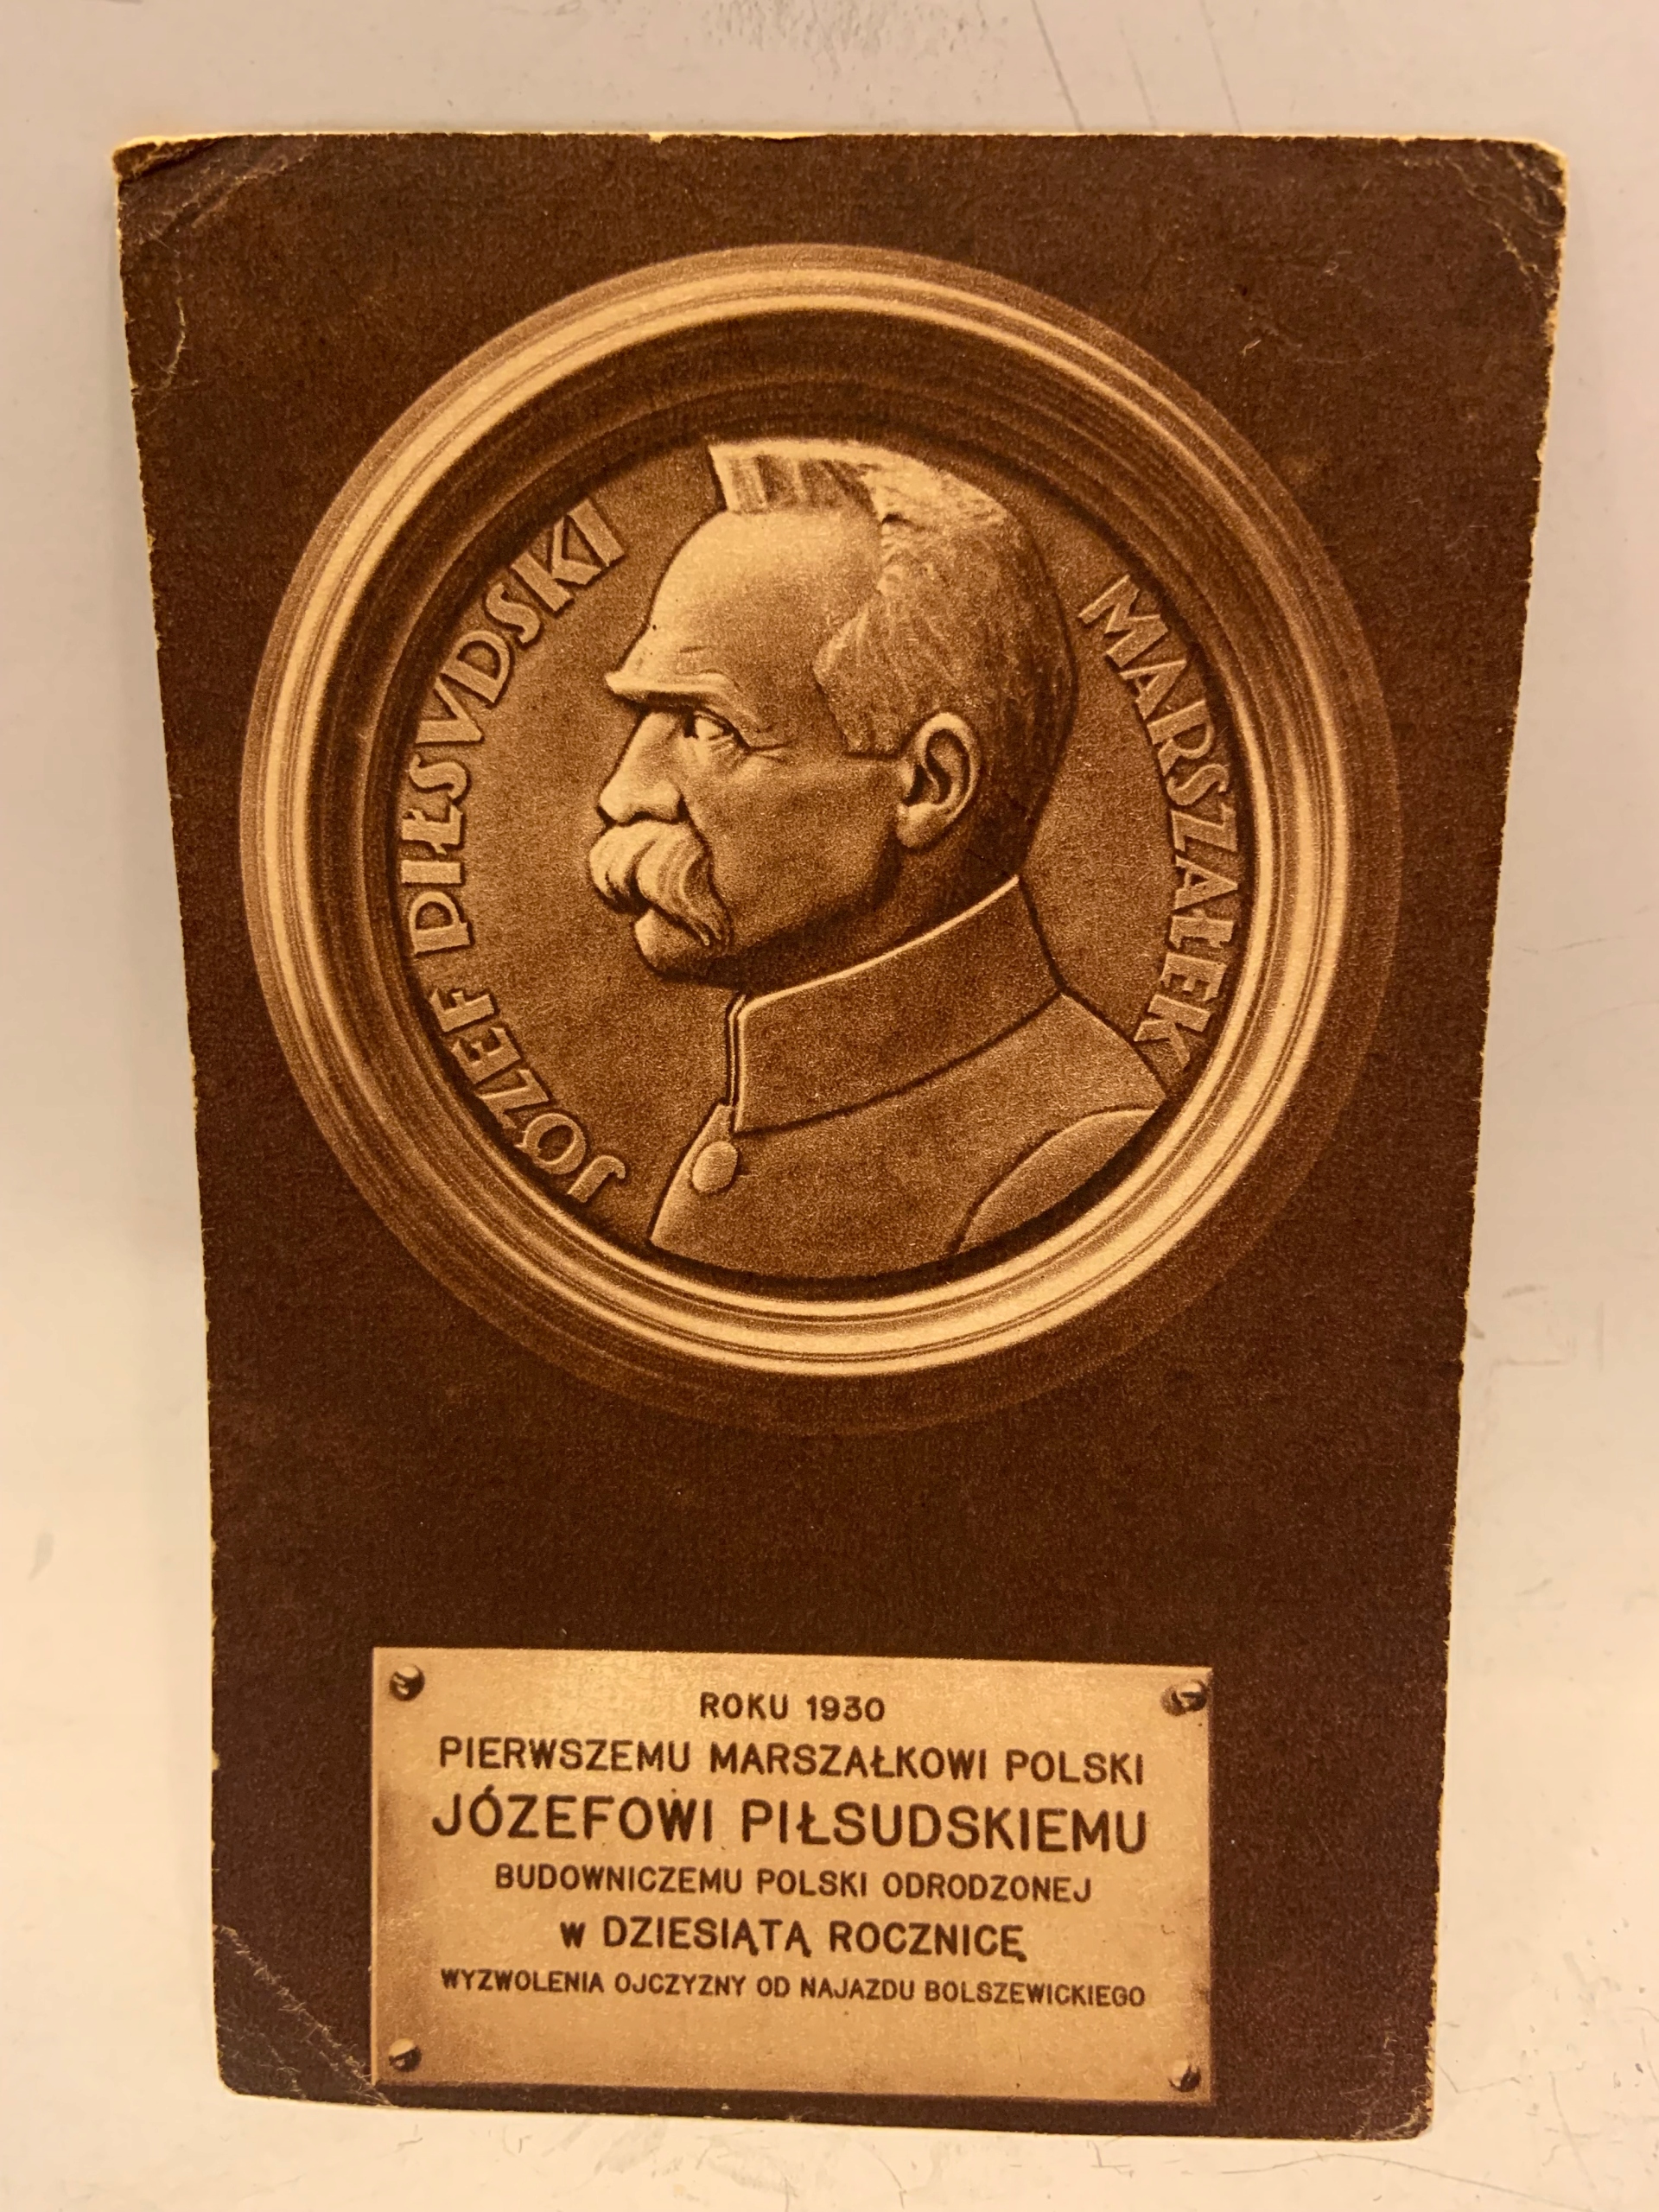 JÓZEF PIŁSVDSKI
MARSZAŁEK
ROKU 1930
PIERWSZEMU MARSZAŁKOWI POLSKI
JÓZEFOWI PIŁSUDSKIEMU
BUDOWNICZEMU POLSKI ODRODZONEJ
W DZIESIĄTĄ ROCZNICĘ
WYZWOLENIA OJCZYZNY OD NAJAZDU BOLSZEWICKIEGO